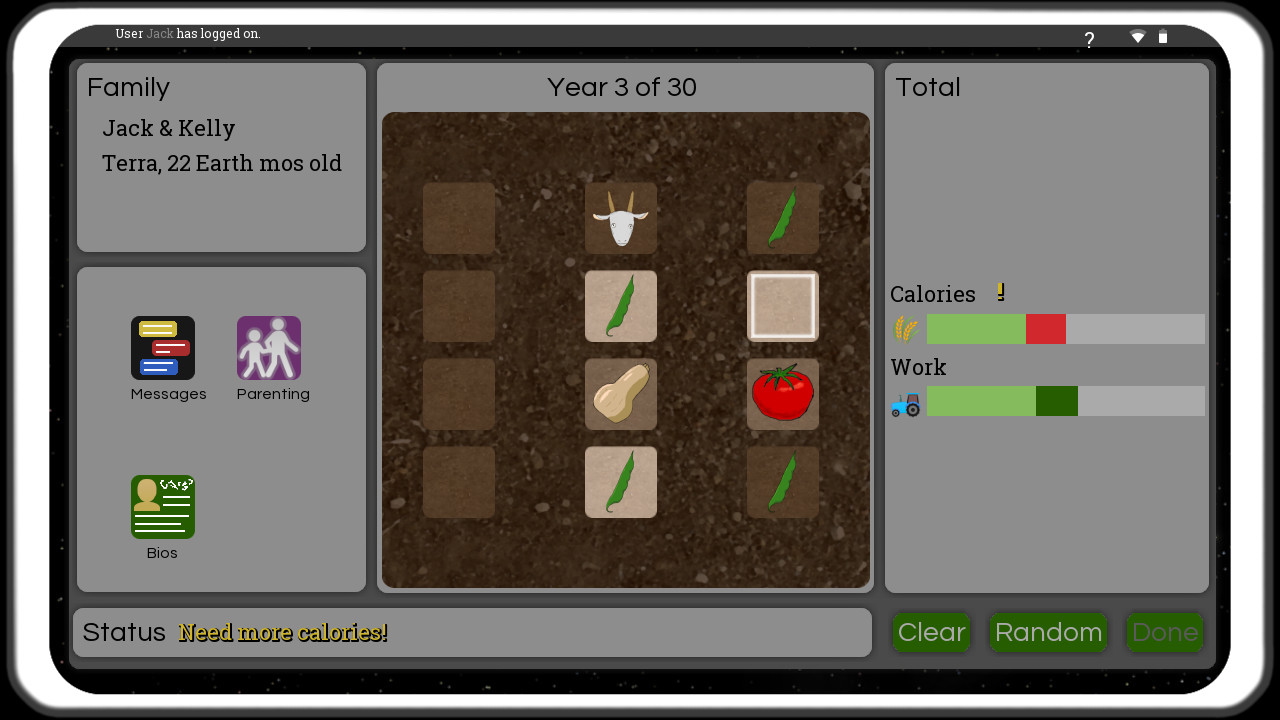 User Jack has logged on.
?
Family
Jack & Kelly
Terra, 22 Earth mos old
Messages
Parenting
Bios
Year 3 of 30
Total
Calories !
Work
Status Need more calories!
Clear
Random
Done